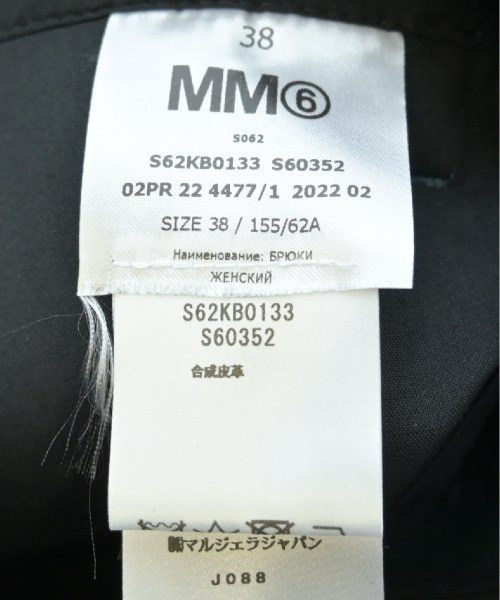 38
MM⑥
S062
S62KB0133 S60352
02PR 22 4477/1 2022 02
SIZE 38 / 155/62A
Наименование: БРЮКИ
ЖЕНСКИЙ
S62KB0133
S60352
合成皮革
㈱マルジェラジャパン
J088